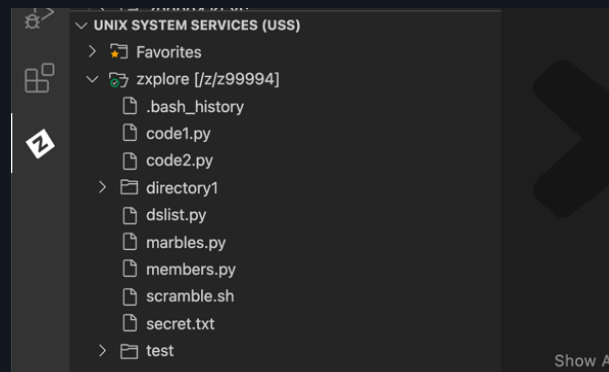 UNIX SYSTEM SERVICES (USS)
Favorites
zxplore [/z/z99994]
.bash_history
code1.py
code2.py
directory1
dslist.py
marbles.py
members.py
scramble.sh
secret.txt
test
Show